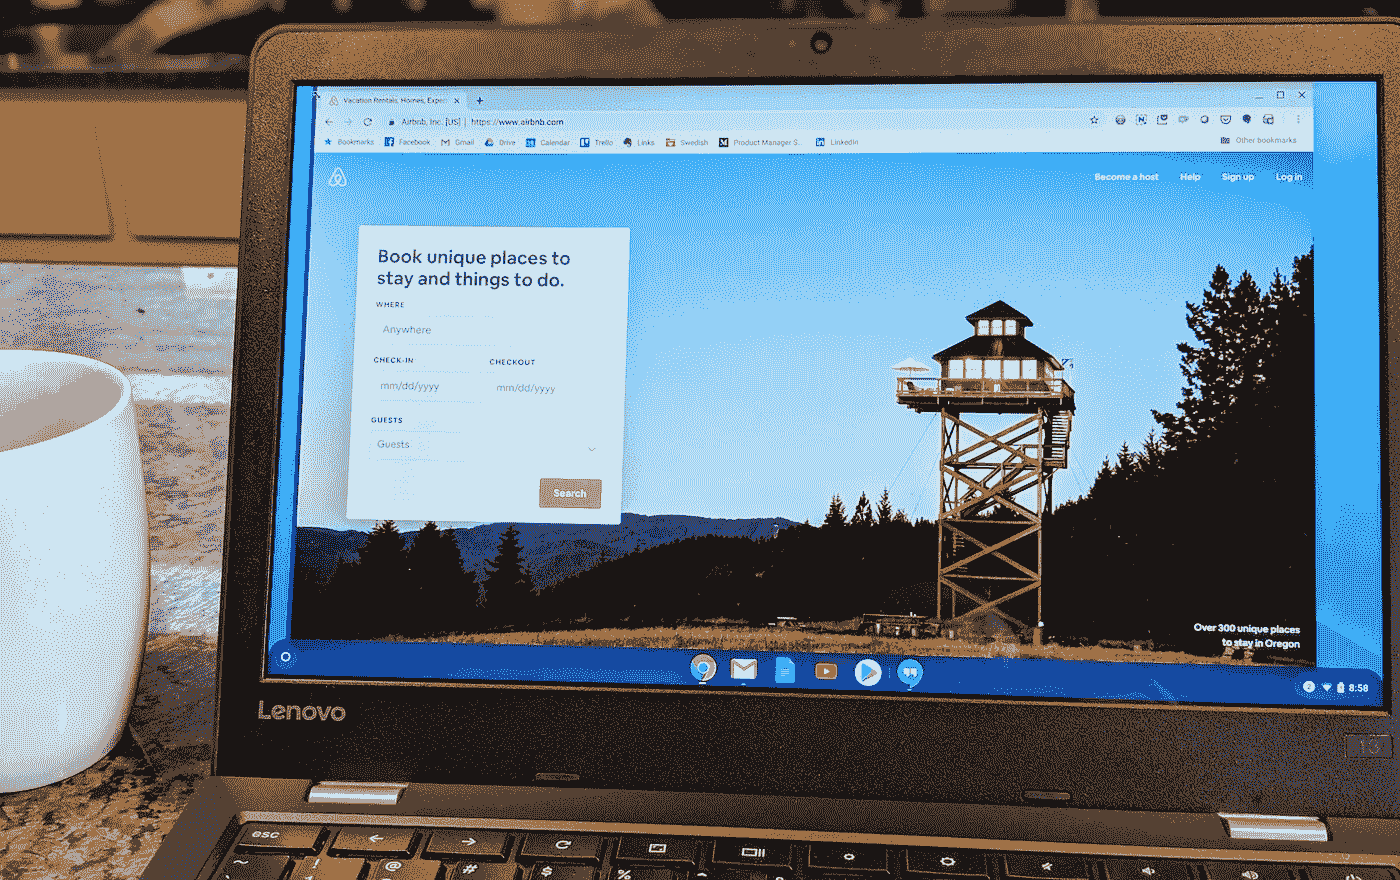 Vacation Rentals, Homes, Experi
Airbnb, Inc. [US] | https://www.airbnb.com
Bookmarks Facebook Gmail Drive Calendar Trello Links Swedish Product Manager S... LinkedIn Other bookmarks
Become a host Help Sign up Log in
Book unique places to
stay and things to do.
WHERE
Anywhere
CHECK-IN CHECKOUT
mm/dd/yyyy mm/dd/yyyy
GUESTS
Guests
Search
Over 300 unique places
to stay in Oregon
2 8:58
Lenovo
13
esc
~ ! @ # $ %